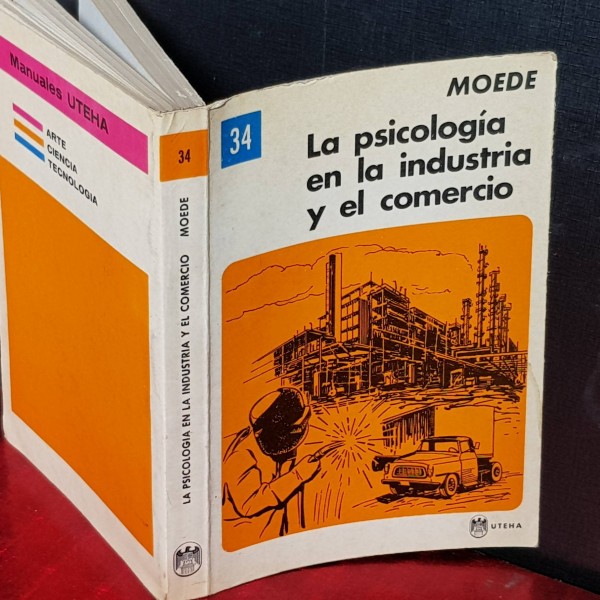 Manuales UTEHA
ARTE
CIENCIA
TECNOLOGIA
34
MOEDE
LA PSICOLOGIA EN LA INDUSTRIA Y EL COMERCIO
34
MOEDE
La psicología
en la industria
y el comercio
UTEHA